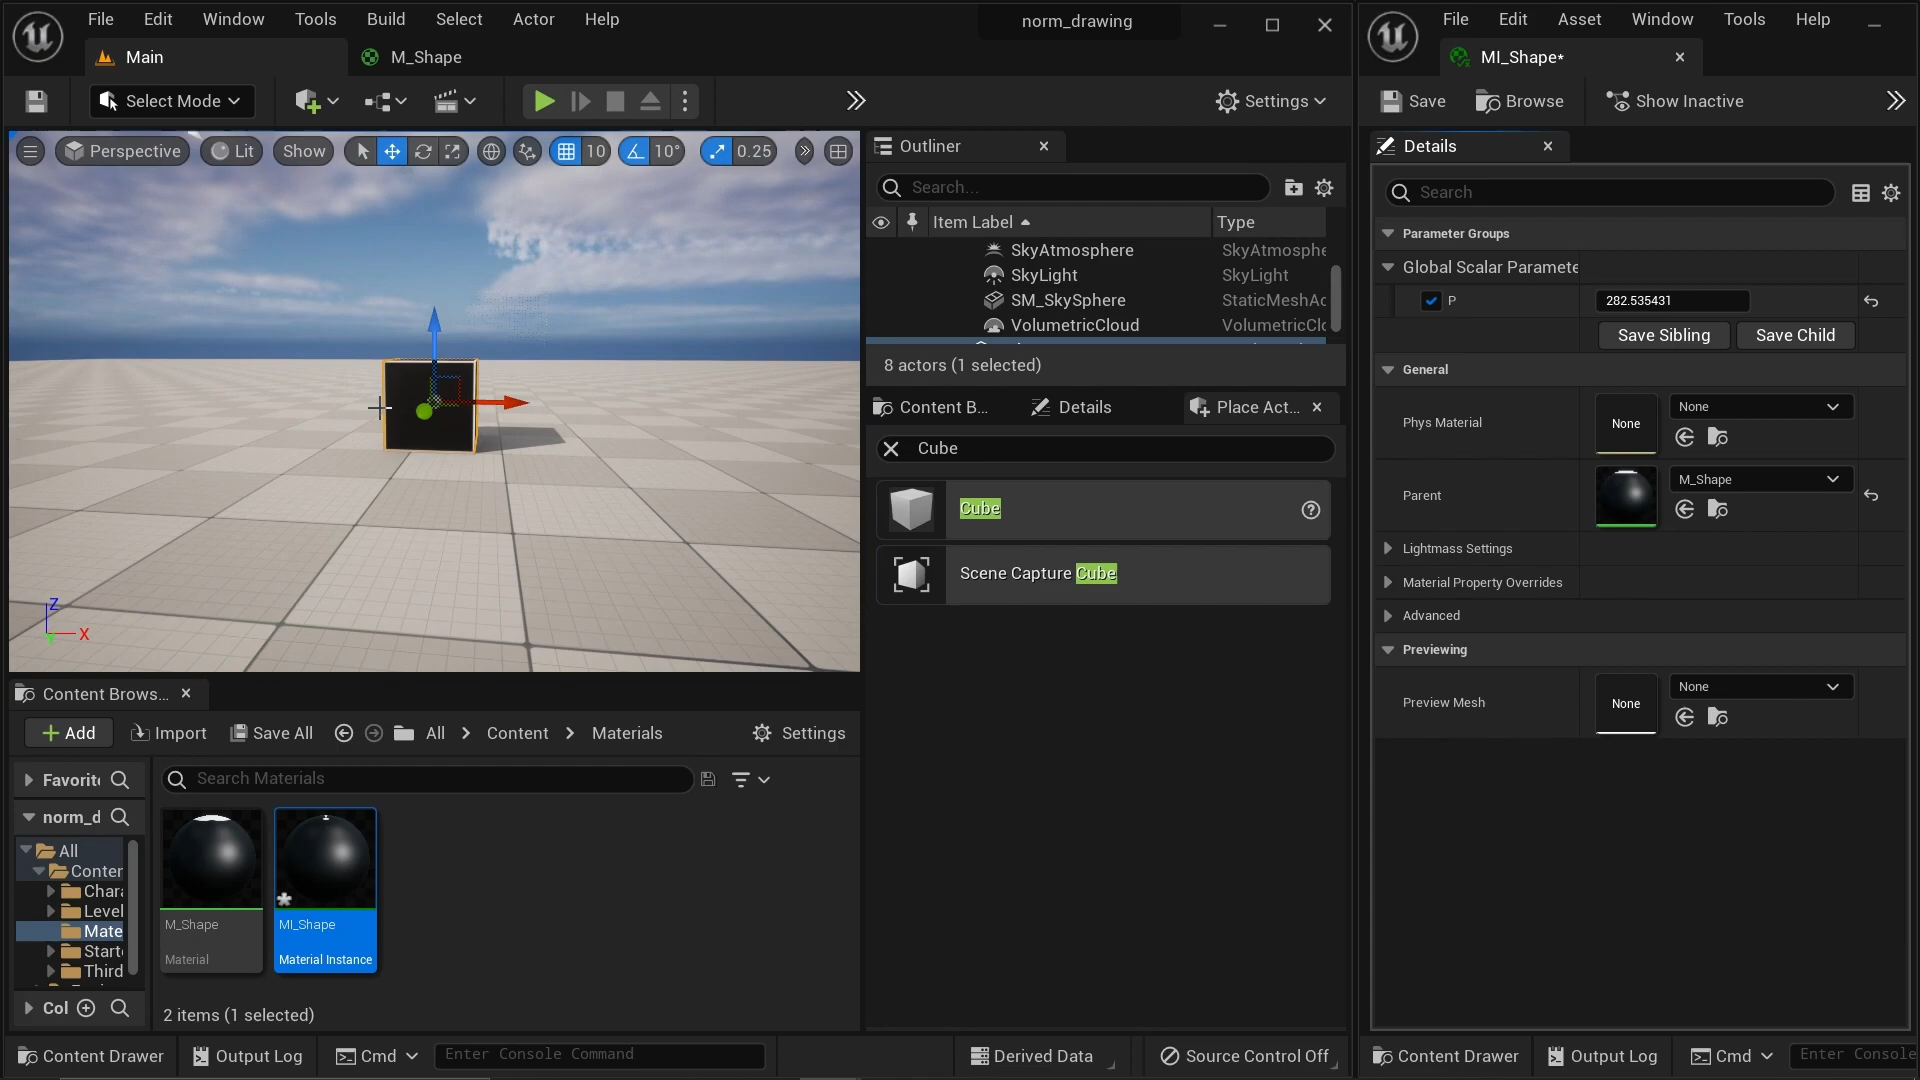 File Edit Window Tools Build Select Actor Help
norm_drawing
Main
M_Shape
Select Mode
Settings
Perspective
Lit
Show
10
10°
0.25
Z
X
Outliner
Search...
Item Label
Type
SkyAtmosphere SkyAtmosphe
SkyLight SkyLight
SM_SkySphere StaticMeshAc
VolumetricCloud VolumetricClo
8 actors (1 selected)
Content B...
Details
Place Act...
Cube
Cube
Scene Capture Cube
Content Brows...
Add
Import
Save All
All
Content
Materials
Settings
Favorit
Search Materials
norm_d
All
Conter
Chara
Level
Mate
Start
Third
Col
M_Shape
Material
MI_Shape
Material Instance
2 items (1 selected)
Content Drawer
Output Log
Cmd
Enter Console Command
Derived Data
Source Control Off
File Edit Asset Window Tools Help
MI_Shape*
Save
Browse
Show Inactive
Details
Search
Parameter Groups
Global Scalar Paramete
P
282.535431
Save Sibling
Save Child
General
Phys Material
None
None
Parent
M_Shape
Lightmass Settings
Material Property Overrides
Advanced
Previewing
Preview Mesh
None
None
Content Drawer
Output Log
Cmd
Enter Console